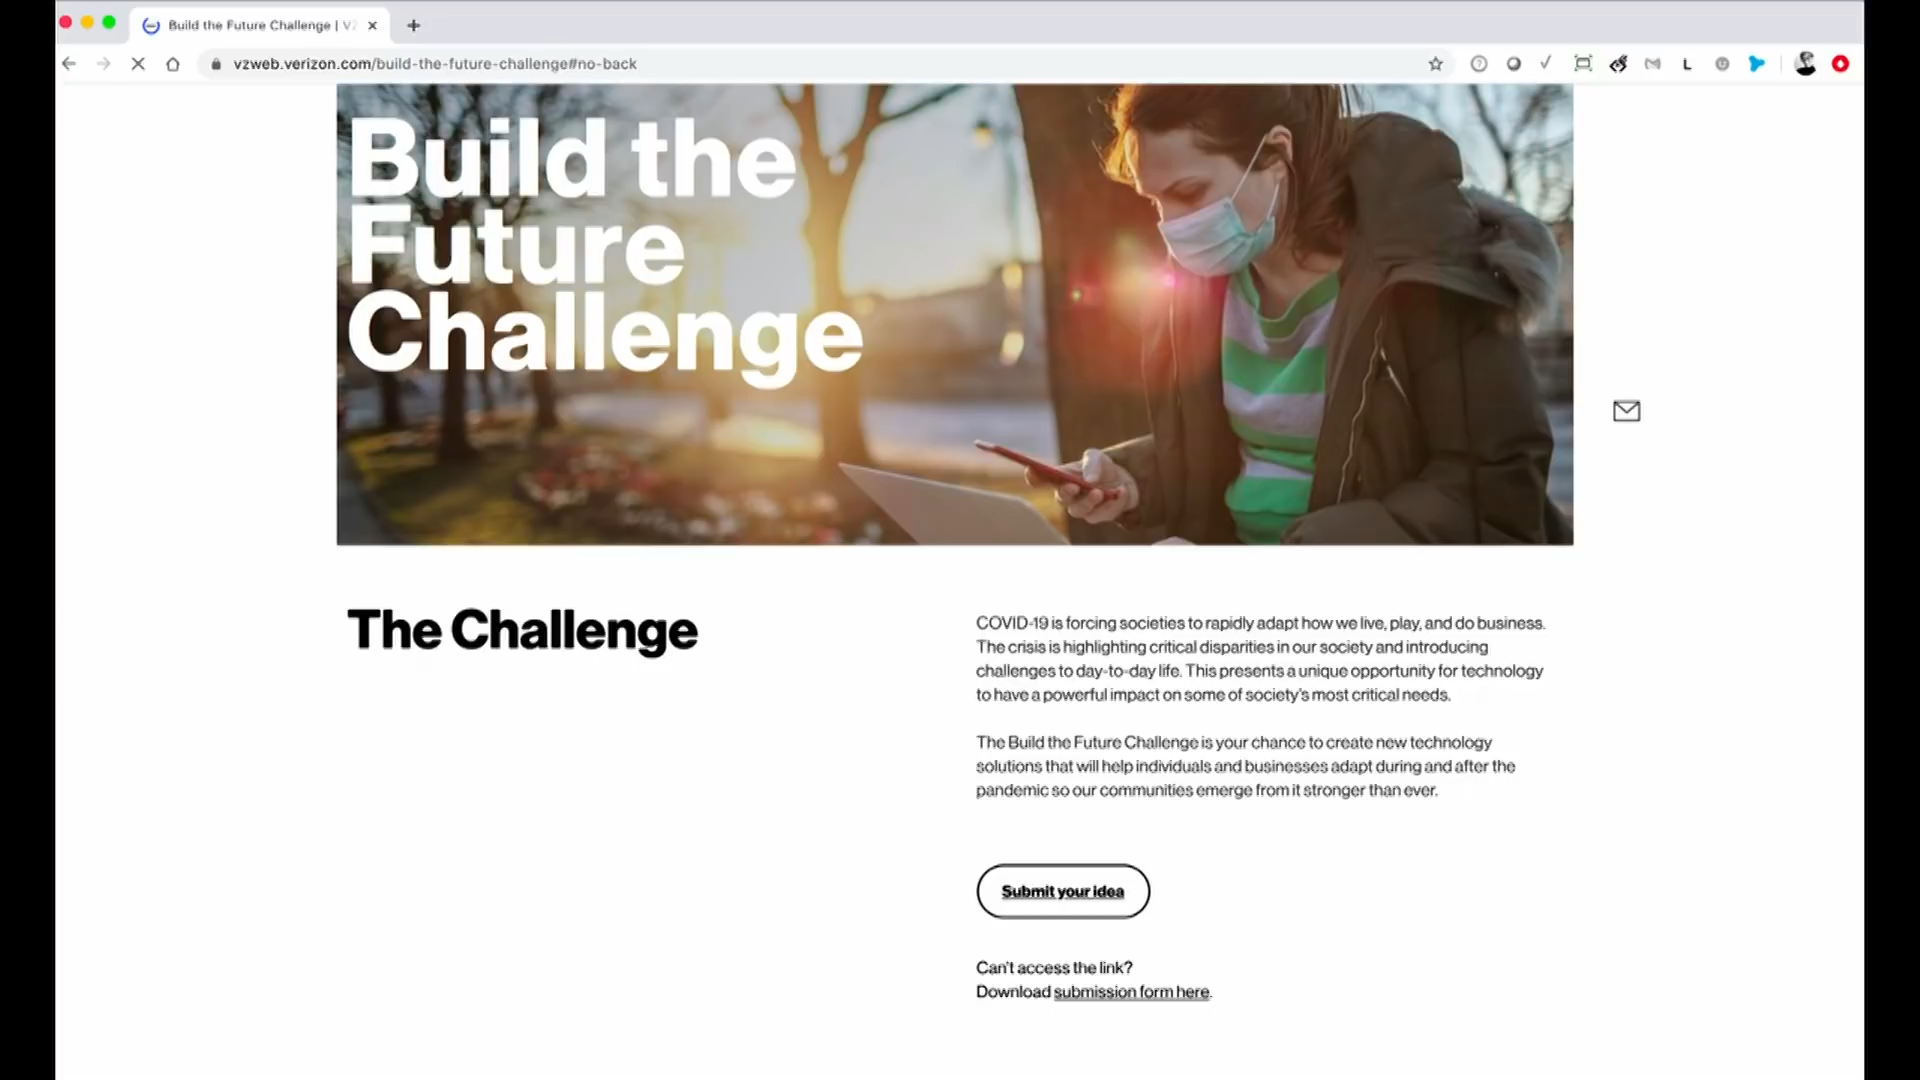 Build the Future Challenge | V
vzweb.verizon.com/build-the-future-challenge#no-back
L
Build the
Future
Challenge
The Challenge
COVID-19 is forcing societies to rapidly adapt how we live, play, and do business.
The crisis is highlighting critical disparities in our society and introducing
challenges to day-to-day life. This presents a unique opportunity for technology
to have a powerful impact on some of society's most critical needs.
The Build the Future Challenge is your chance to create new technology
solutions that will help individuals and businesses adapt during and after the
pandemic so our communities emerge from it stronger than ever.
Submit your idea
Can't access the link?
Download submission form here.